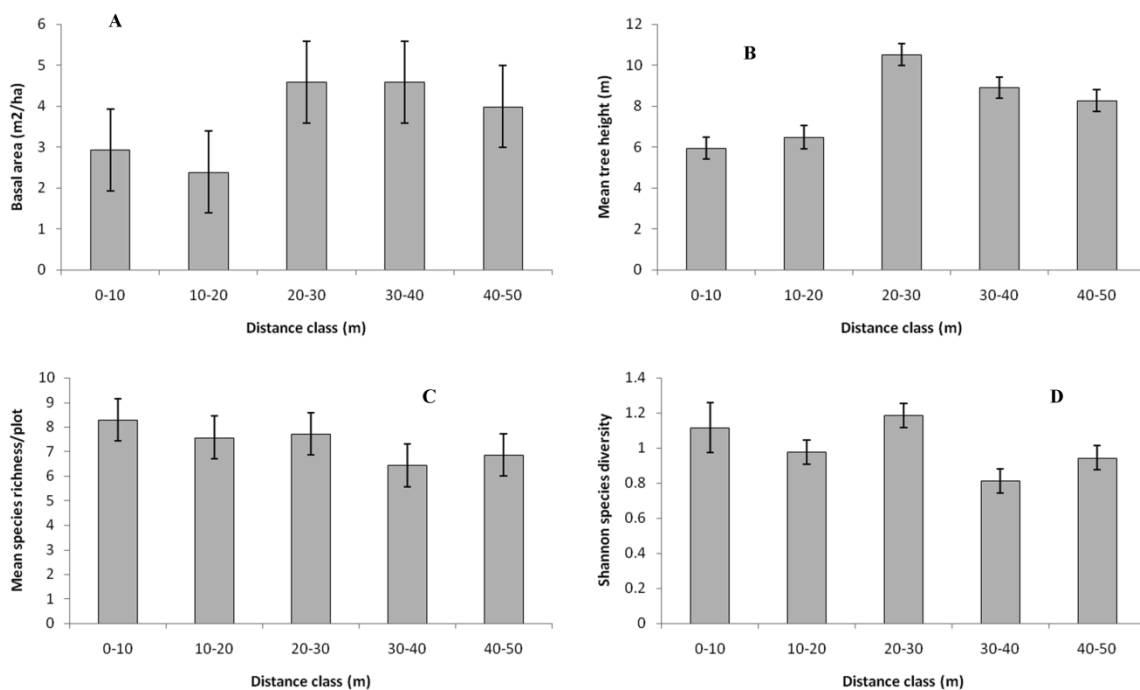 A
Basal area (m2/ha)
6
5
4
3
2
1
0
0-10 10-20 20-30 30-40 40-50
Distance class (m)
B
Mean tree height (m)
12
10
8
6
4
2
0
0-10 10-20 20-30 30-40 40-50
Distance class (m)
C
Mean species richness/plot
10
9
8
7
6
5
4
3
2
1
0
0-10 10-20 20-30 30-40 40-50
Distance class (m)
D
Shannon species diversity
1.4
1.2
1
0.8
0.6
0.4
0.2
0
0-10 10-20 20-30 30-40 40-50
Distance class (m)